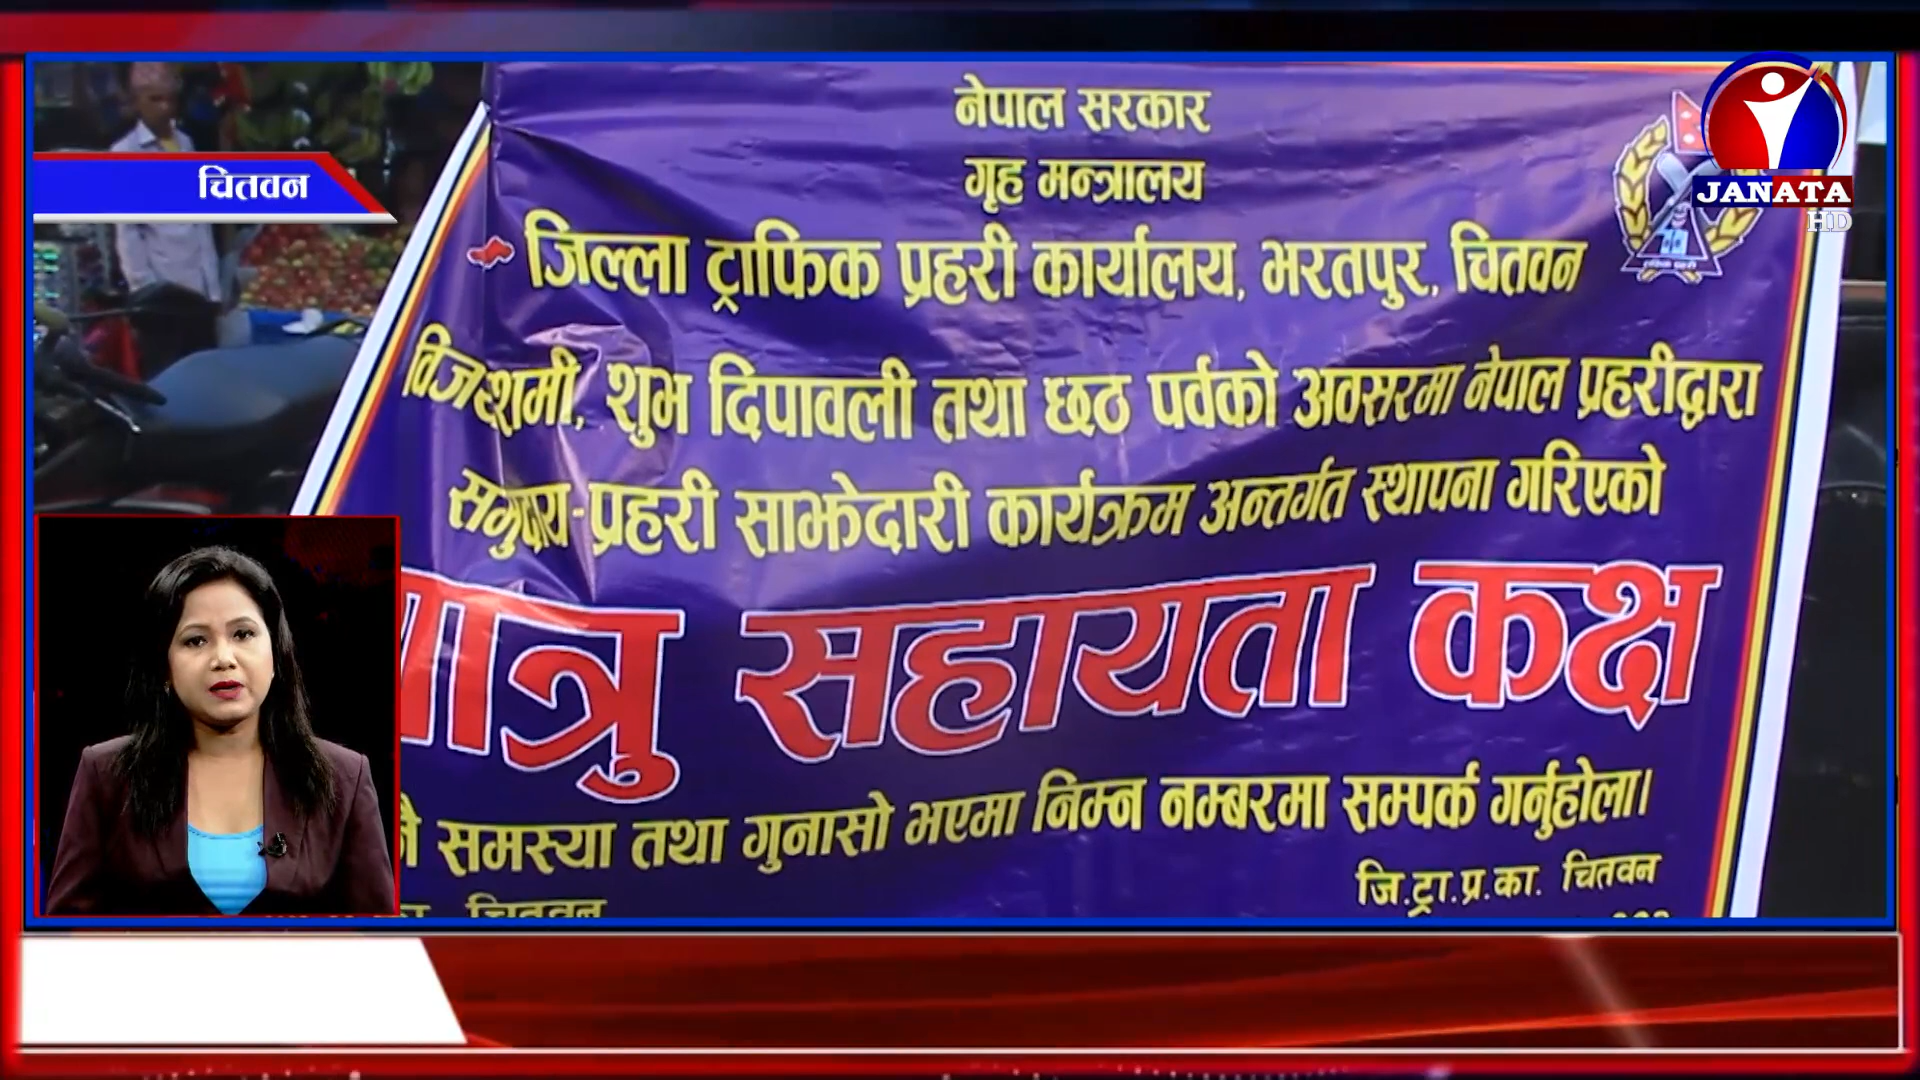 नेपाल सरकार
गृह मन्त्रालय
जिल्ला ट्राफिक प्रहरी कार्यालय, भरतपुर, चितवन
शुभ दिपावली तथा छठ पर्वको अवसरमा नेपाल प्रहरीद्वारा
समुदाय-प्रहरी साझेदारी कार्यक्रम अन्तर्गत स्थापना गरिएको
सहायता कक्ष
समस्या तथा गुनासो भएमा निम्न नम्बरमा सम्पर्क गर्नुहोला।
जि.ट्रा.प्र.का. चितवन
चितवन
चितवन
JANATA
HD